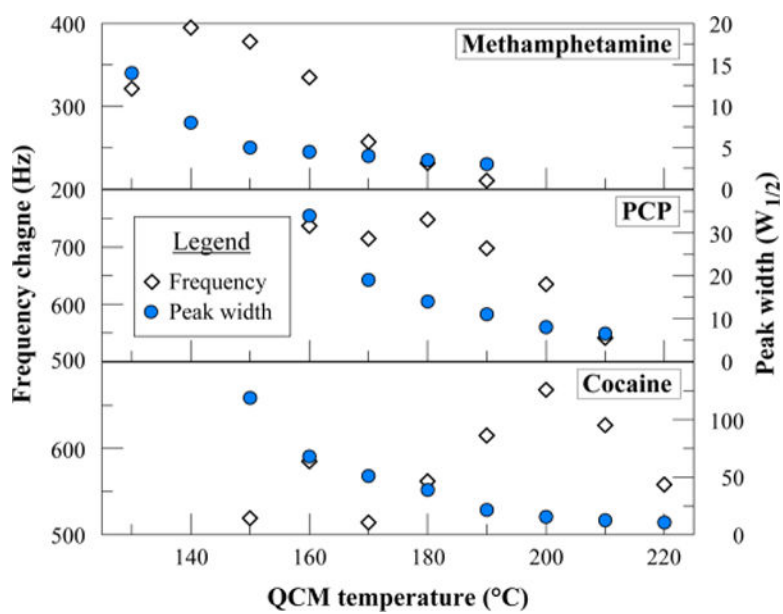 400
300
200
Methamphetamine
20
15
10
5
0
700
600
500
PCP
30
20
10
0
Legend
Frequency
Peak width
600
500
Cocaine
100
50
0
140 160 180 200 220
QCM temperature (°C)
Frequency chagne (Hz)
Peak width (W1/2)